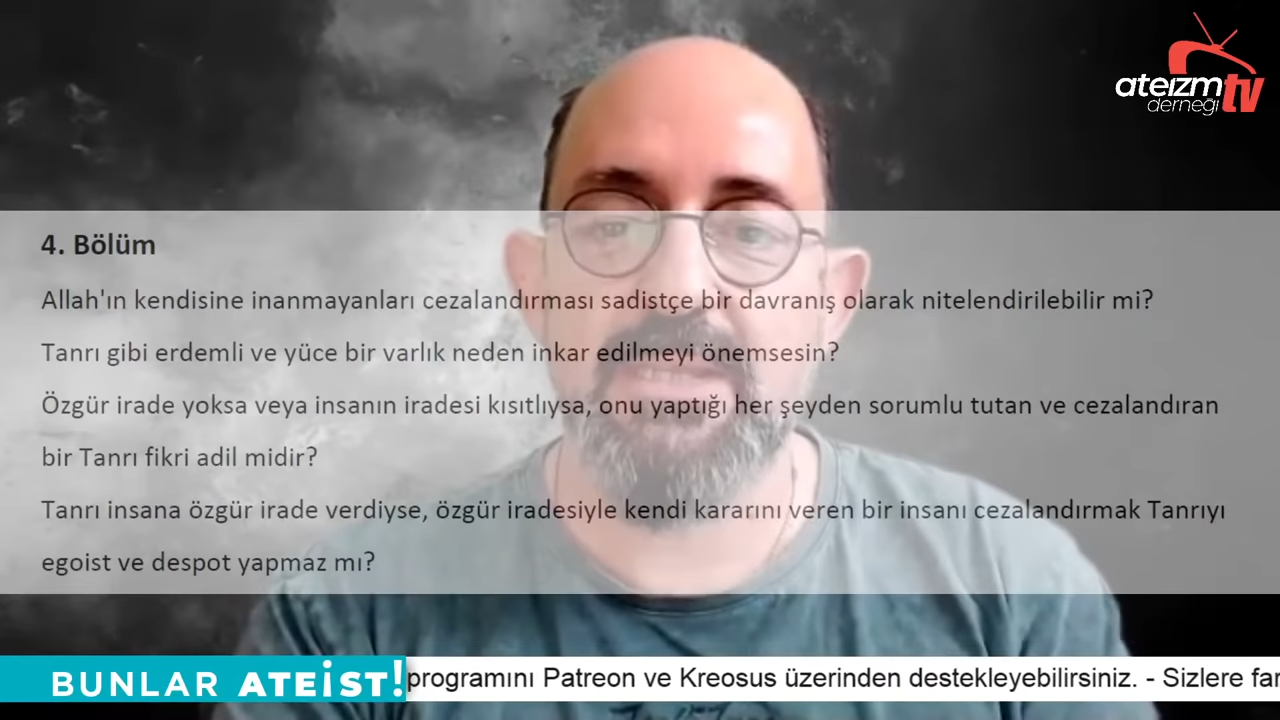 ateizm tv
derneği
4. Bölüm
Allah'ın kendisine inanmayanları cezalandırması sadistçe bir davranış olarak nitelendirilebilir mi?
Tanrı gibi erdemli ve yüce bir varlık neden inkar edilmeyi önemsesin?
Özgür irade yoksa veya insanın iradesi kısıtlıysa, onu yaptığı her şeyden sorumlu tutan ve cezalandıran
bir Tanrı fikri adil midir?
Tanrı insana özgür irade verdiyse, özgür iradesiyle kendi kararını veren bir insanı cezalandırmak Tanrıyı
egoist ve despot yapmaz mı?
BUNLAR ATEİST! programını Patreon ve Kreosus üzerinden destekleyebilirsiniz. - Sizlere